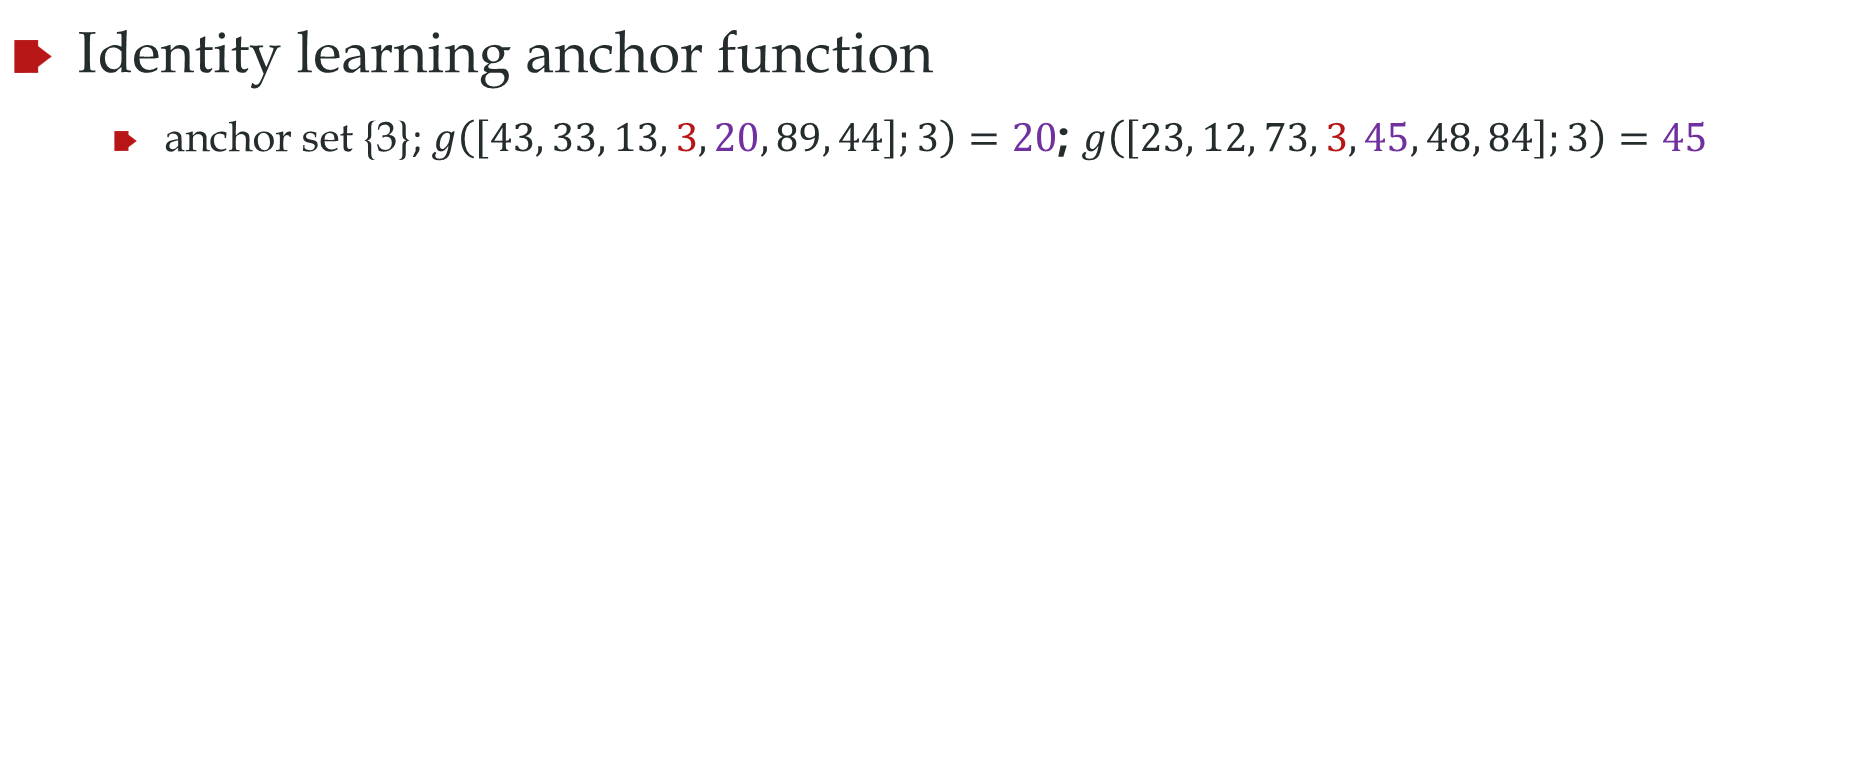 Identity learning anchor function
anchor set {3}; g([43, 33, 13, 3, 20, 89, 44]; 3) = 20; g([23, 12, 73, 3, 45, 48, 84]; 3) = 45